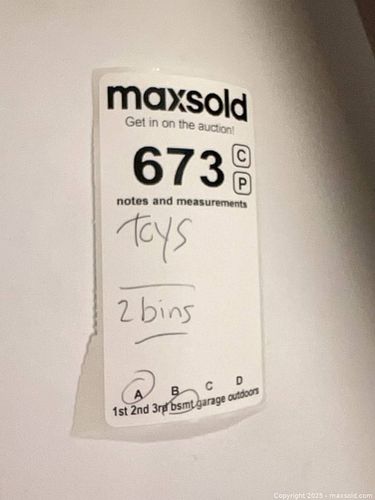 maxsold
Get in on the auction!
673 C
P
notes and measurements
Toys
2 bins
A B C D
1st 2nd 3rd bsmt garage outdoors
Copyright 2025 - maxsold.com